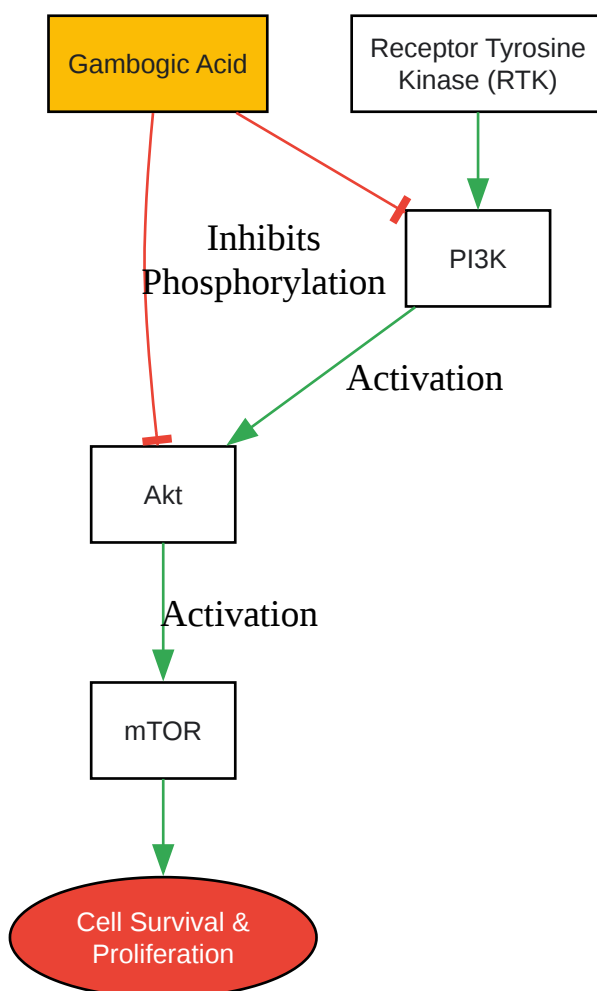 Gambogic Acid
Receptor Tyrosine
Kinase (RTK)
Inhibits
Phosphorylation
PI3K
Activation
Akt
Activation
mTOR
Cell Survival &
Proliferation